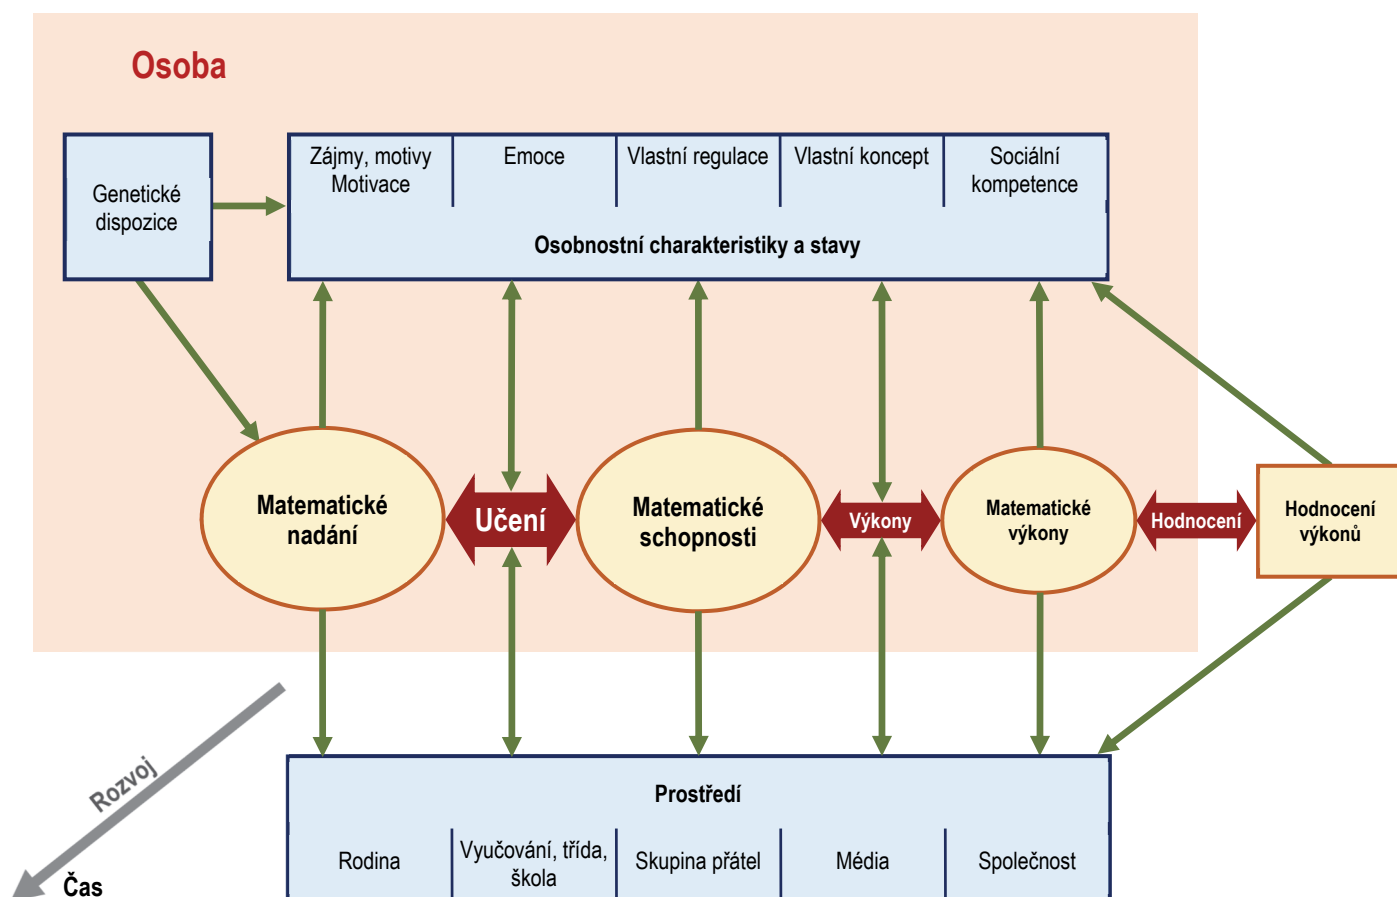 Osoba
Genetické
dispozice
Zájmy, motivy
Motivace
Emoce
Vlastní regulace
Vlastní koncept
Sociální
kompetence
Osobnostní charakteristiky a stavy
Matematické
nadání
Učení
Matematické
schopnosti
Výkony
Matematické
výkony
Hodnocení
Hodnocení
výkonů
Rozvoj
Čas
Prostředí
Rodina
Vyučování, třída,
škola
Skupina přátel
Média
Společnost